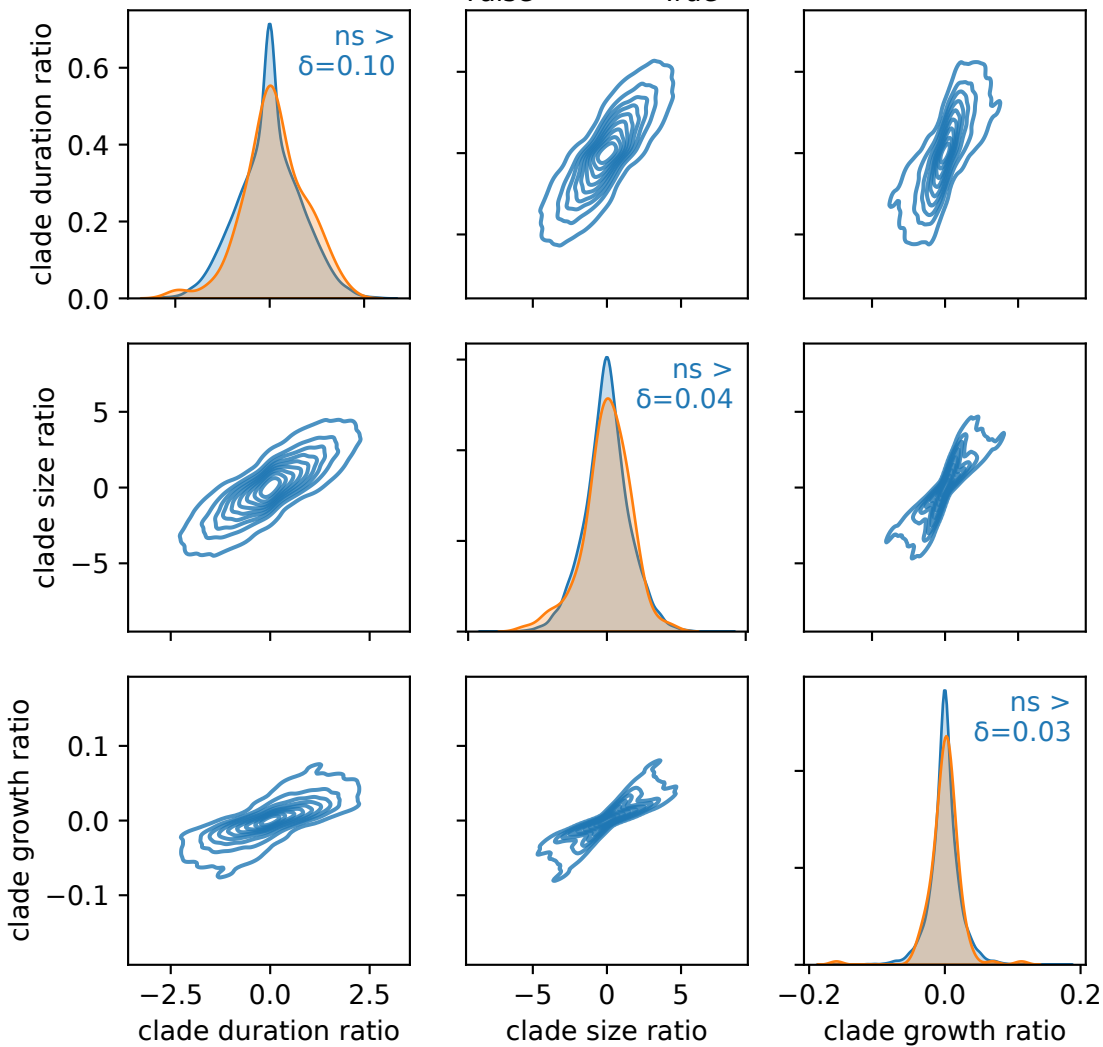 clade duration ratio
0.6
0.4
0.2
0.0
ns >
δ=0.10
clade size ratio
5
0
−5
ns >
δ=0.04
clade growth ratio
0.1
0.0
−0.1
ns >
δ=0.03
−2.5 0.0 2.5
clade duration ratio
−5 0 5
clade size ratio
−0.2 0.0 0.2
clade growth ratio